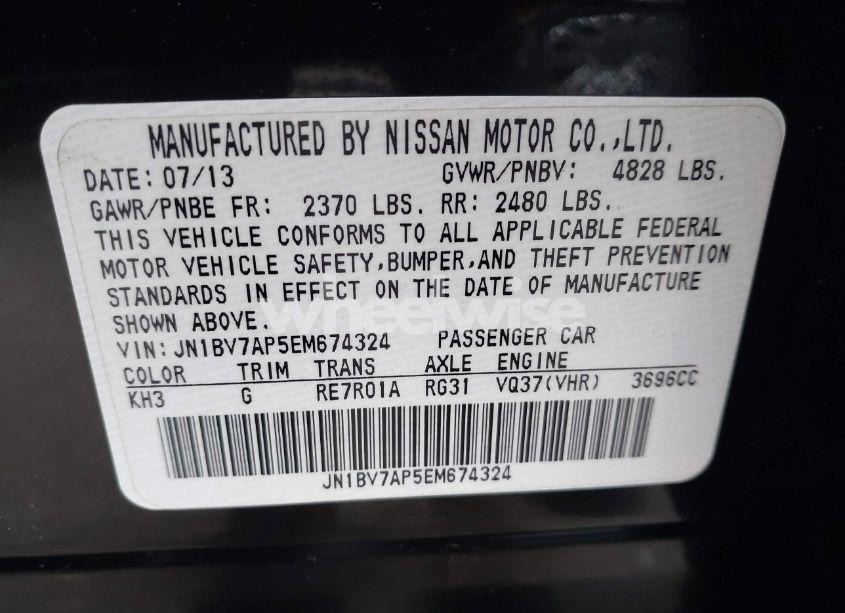 MANUFACTURED BY NISSAN MOTOR CO.,LTD.
DATE: 07/13 GVWR/PNBV: 4828 LBS.
GAWR/PNBE FR: 2370 LBS. RR: 2480 LBS.
THIS VEHICLE CONFORMS TO ALL APPLICABLE FEDERAL
MOTOR VEHICLE SAFETY,BUMPER,AND THEFT PREVENTION
STANDARDS IN EFFECT ON THE DATE OF MANUFACTURE
SHOWN ABOVE.
wheelwise
VIN: JN1BV7AP5EM674324 PASSENGER CAR
COLOR TRIM TRANS AXLE ENGINE
KH3 G RE7R01A RG31 VQ37(VHR) 3696CC
JN1BV7AP5EM674324